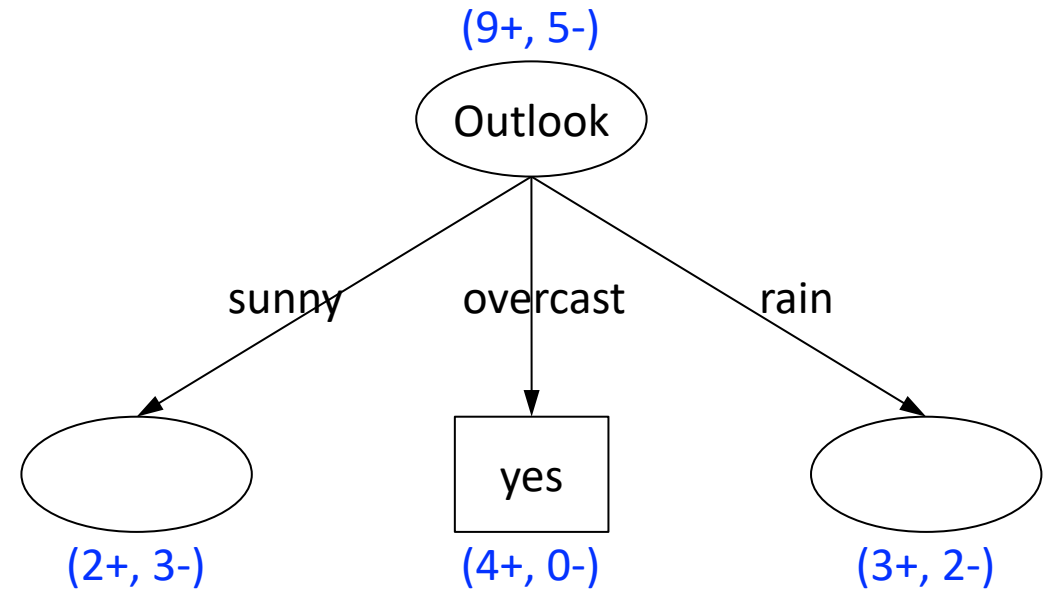 (9+, 5-)
Outlook
sunny overcast rain
yes
(2+, 3-) (4+, 0-) (3+, 2-)